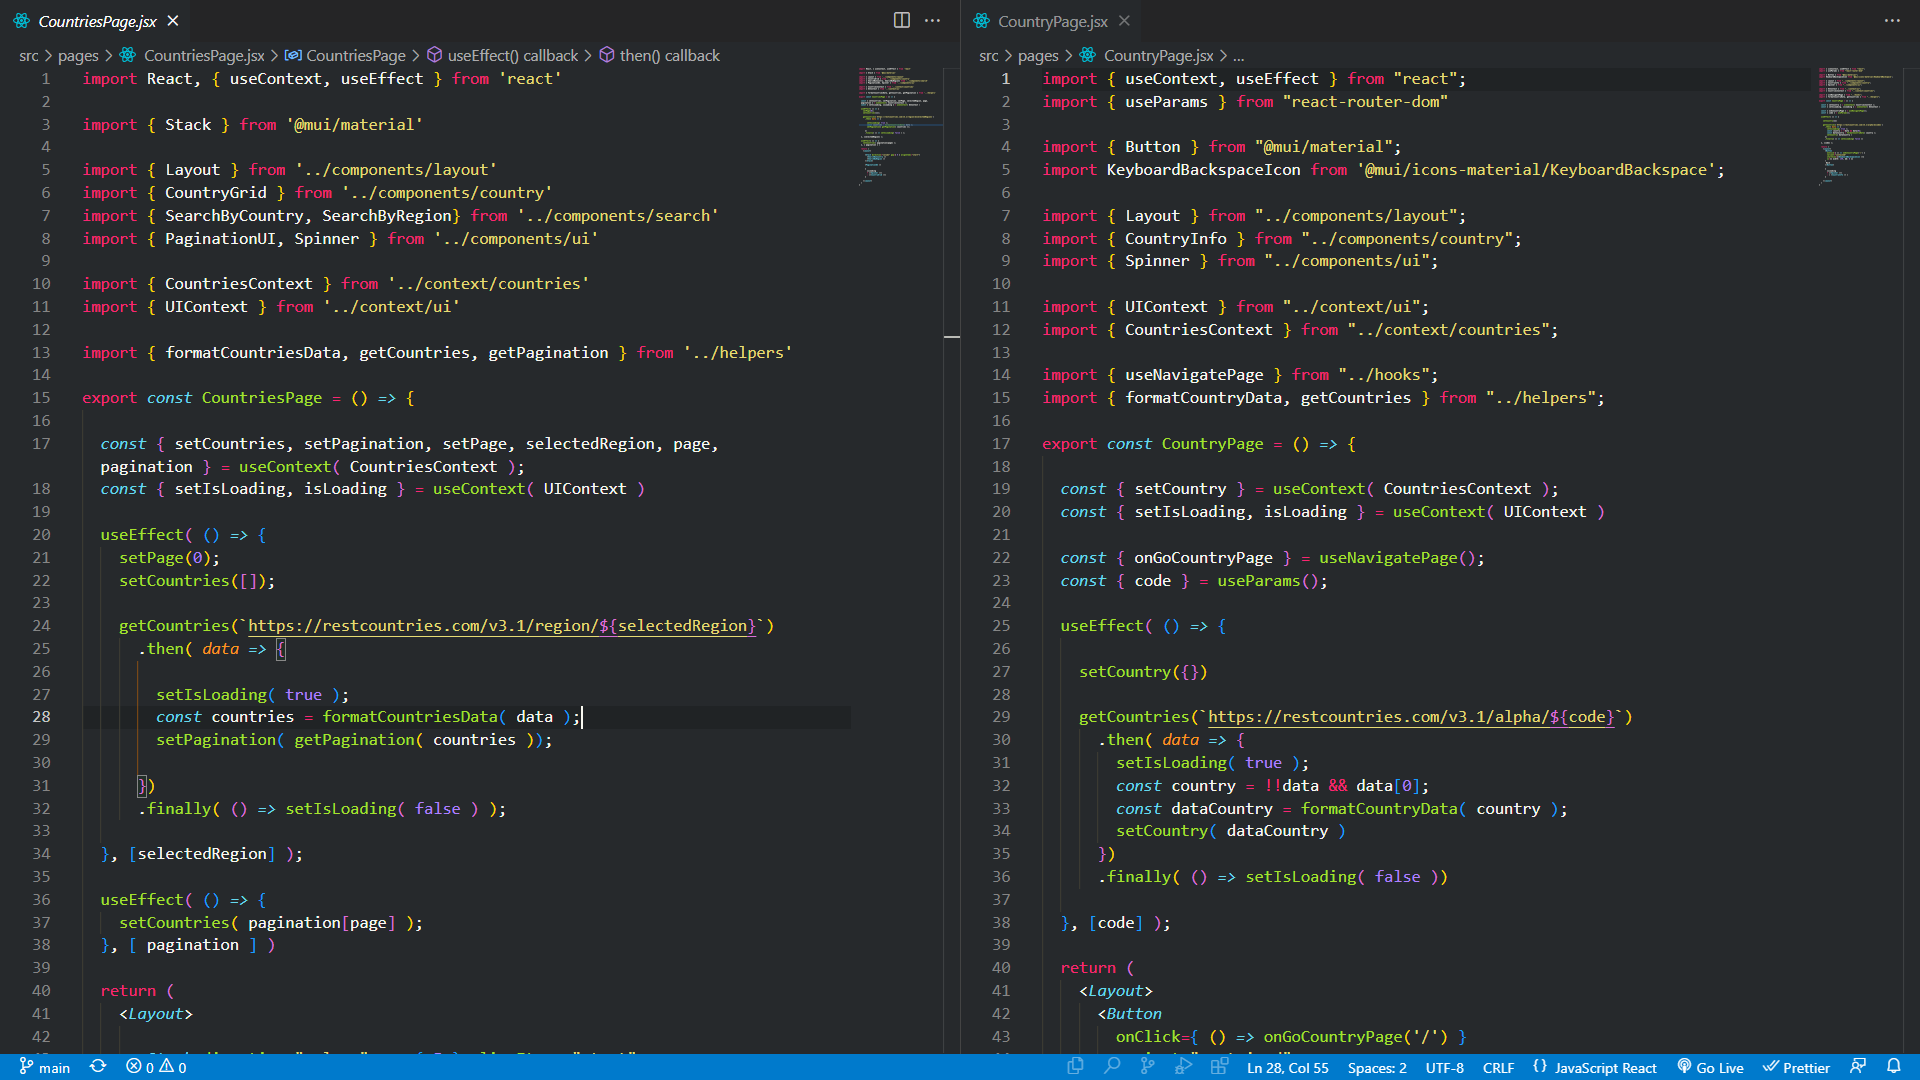 CountriesPage.jsx
src > pages > CountriesPage.jsx > CountriesPage > useEffect() callback > then() callback
1 import React, { useContext, useEffect } from 'react'
2
3 import { Stack } from '@mui/material'
4
5 import { Layout } from '../components/layout'
6 import { CountryGrid } from '../components/country'
7 import { SearchByCountry, SearchByRegion} from '../components/search'
8 import { PaginationUI, Spinner } from '../components/ui'
9
10 import { CountriesContext } from '../context/countries'
11 import { UIContext } from '../context/ui'
12
13 import { formatCountriesData, getCountries, getPagination } from '../helpers'
14
15 export const CountriesPage = () => {
16
17 const { setCountries, setPagination, setPage, selectedRegion, page,
pagination } = useContext( CountriesContext );
18 const { setIsLoading, isLoading } = useContext( UIContext )
19
20 useEffect( () => {
21 setPage(0);
22 setCountries([]);
23
24 getCountries(`https://restcountries.com/v3.1/region/${selectedRegion}`)
25 .then( data => {
26
27 setIsLoading( true );
28 const countries = formatCountriesData( data );
29 setPagination( getPagination( countries ));
30
31 })
32 .finally( () => setIsLoading( false ) );
33
34 }, [selectedRegion] );
35
36 useEffect( () => {
37 setCountries( pagination[page] );
38 }, [ pagination ] )
39
40 return (
41 <Layout>
42
CountryPage.jsx
src > pages > CountryPage.jsx > ...
1 import { useContext, useEffect } from "react";
2 import { useParams } from "react-router-dom"
3
4 import { Button } from "@mui/material";
5 import KeyboardBackspaceIcon from '@mui/icons-material/KeyboardBackspace';
6
7 import { Layout } from "../components/layout";
8 import { CountryInfo } from "../components/country";
9 import { Spinner } from "../components/ui";
10
11 import { UIContext } from "../context/ui";
12 import { CountriesContext } from "../context/countries";
13
14 import { useNavigatePage } from "../hooks";
15 import { formatCountryData, getCountries } from "../helpers";
16
17 export const CountryPage = () => {
18
19 const { setCountry } = useContext( CountriesContext );
20 const { setIsLoading, isLoading } = useContext( UIContext )
21
22 const { onGoCountryPage } = useNavigatePage();
23 const { code } = useParams();
24
25 useEffect( () => {
26
27 setCountry({})
28
29 getCountries(`https://restcountries.com/v3.1/alpha/${code}`)
30 .then( data => {
31 setIsLoading( true );
32 const country = !!data && data[0];
33 const dataCountry = formatCountryData( country );
34 setCountry( dataCountry )
35 })
36 .finally( () => setIsLoading( false ))
37
38 }, [code] );
39
40 return (
41 <Layout>
42 <Button
43 onClick={ () => onGoCountryPage('/') }
main 0 0 Ln 28, Col 55 Spaces: 2 UTF-8 CRLF {} JavaScript React Go Live Prettier